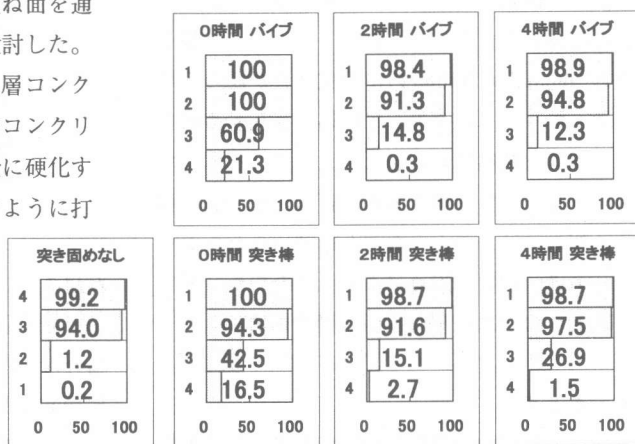 ね面を通
討した。
層コンク
コンクリ
に硬化す
ように打
0時間 バイブ
1 100
2 100
3 60.9
4 21.3
0 50 100
2時間 バイブ
1 98.4
2 91.3
3 14.8
4 0.3
0 50 100
4時間 バイブ
1 98.9
2 94.8
3 12.3
4 0.3
0 50 100
突き固めなし
4 99.2
3 94.0
2 1.2
1 0.2
0 50 100
0時間 突き棒
1 100
2 94.3
3 42.5
4 16.5
0 50 100
2時間 突き棒
1 98.7
2 91.6
3 15.1
4 2.7
0 50 100
4時間 突き棒
1 98.7
2 97.5
3 26.9
4 1.5
0 50 100